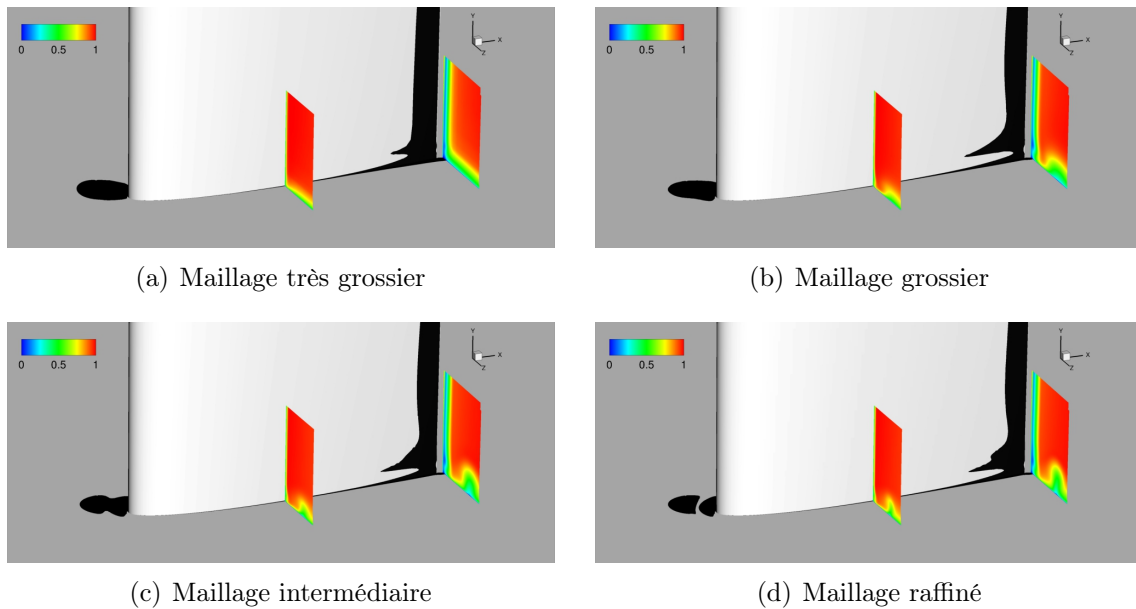 0 0.5 1
Y
X
Z
0 0.5 1
Y
X
Z
(a) Maillage très grossier
(b) Maillage grossier
0 0.5 1
Y
X
Z
0 0.5 1
Y
X
Z
(c) Maillage intermédiaire
(d) Maillage raffiné